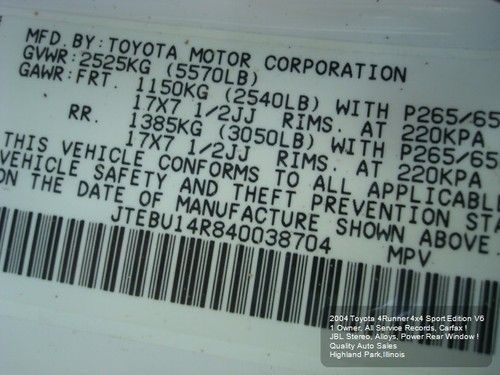 MFD. BY: TOYOTA MOTOR CORPORATION
GVWR: 2525KG (5570LB)
GAWR: FRT. 1150KG (2540LB) WITH P265/65
17X7 1/2JJ RIMS. AT 220KPA
RR. 1385KG (3050LB) WITH P265/65
17X7 1/2JJ RIMS. AT 220KPA
THIS VEHICLE CONFORMS TO ALL APPLICABLE
VEHICLE SAFETY AND THEFT PREVENTION STA
ON THE DATE OF MANUFACTURE SHOWN ABOVE.
JTEBU14R840038704 MPV
2004 Toyota 4Runner 4x4 Sport Edition V6
1 Owner, All Service Records, Carfax !
JBL Stereo, Alloys, Power Rear Window !
Quality Auto Sales
Highland Park,Illinois